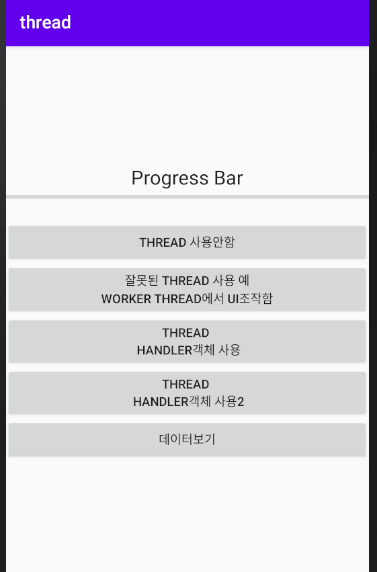 thread
Progress Bar
THREAD 사용안함
잘못된 THREAD 사용 예
WORKER THREAD에서 UI조작함
THREAD
HANDLER객체 사용
THREAD
HANDLER객체 사용2
데이터보기